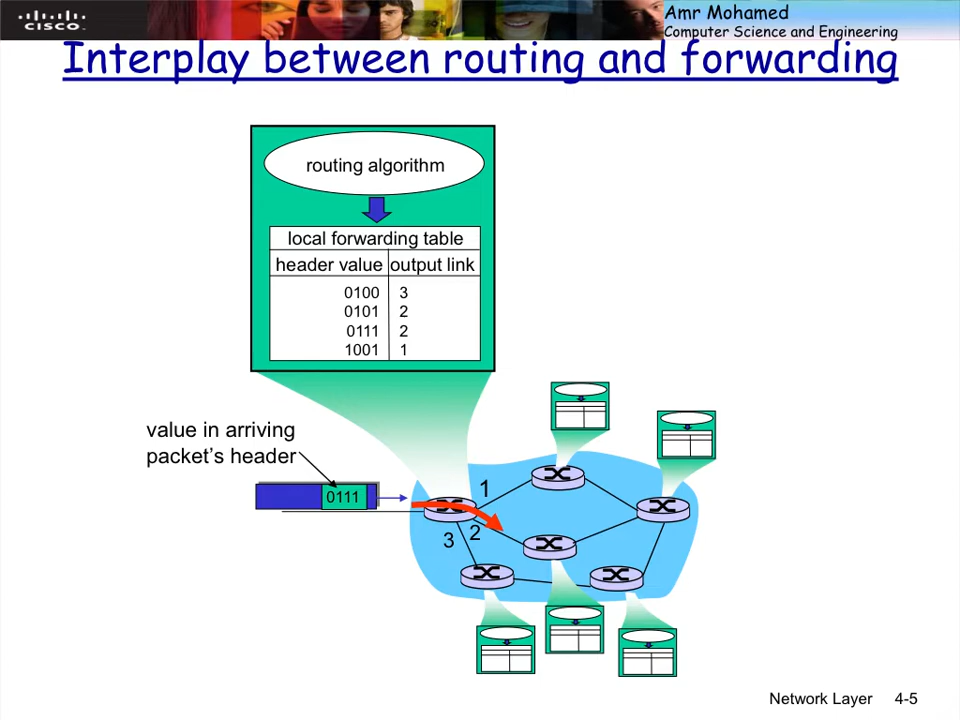 CISCO
Amr Mohamed
Computer Science and Engineering
Interplay between routing and forwarding
routing algorithm
local forwarding table
header value output link
0100 3
0101 2
0111 2
1001 1
value in arriving
packet's header
0111
1
2
3
Network Layer 4-5